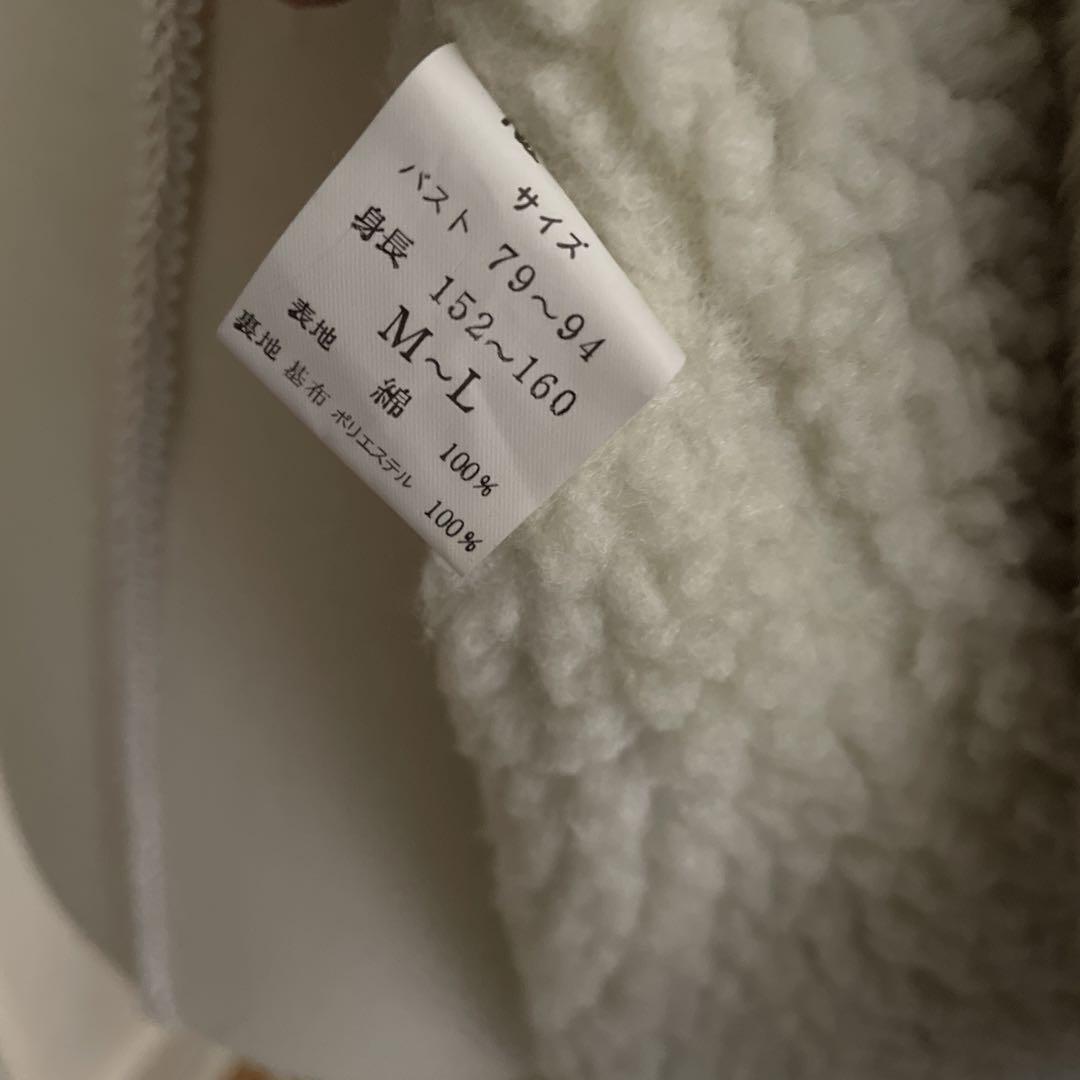 サイズ
バスト 79～94
身長 152～160
M～L
表地 綿 100%
裏地 基布 ポリエステル 100%